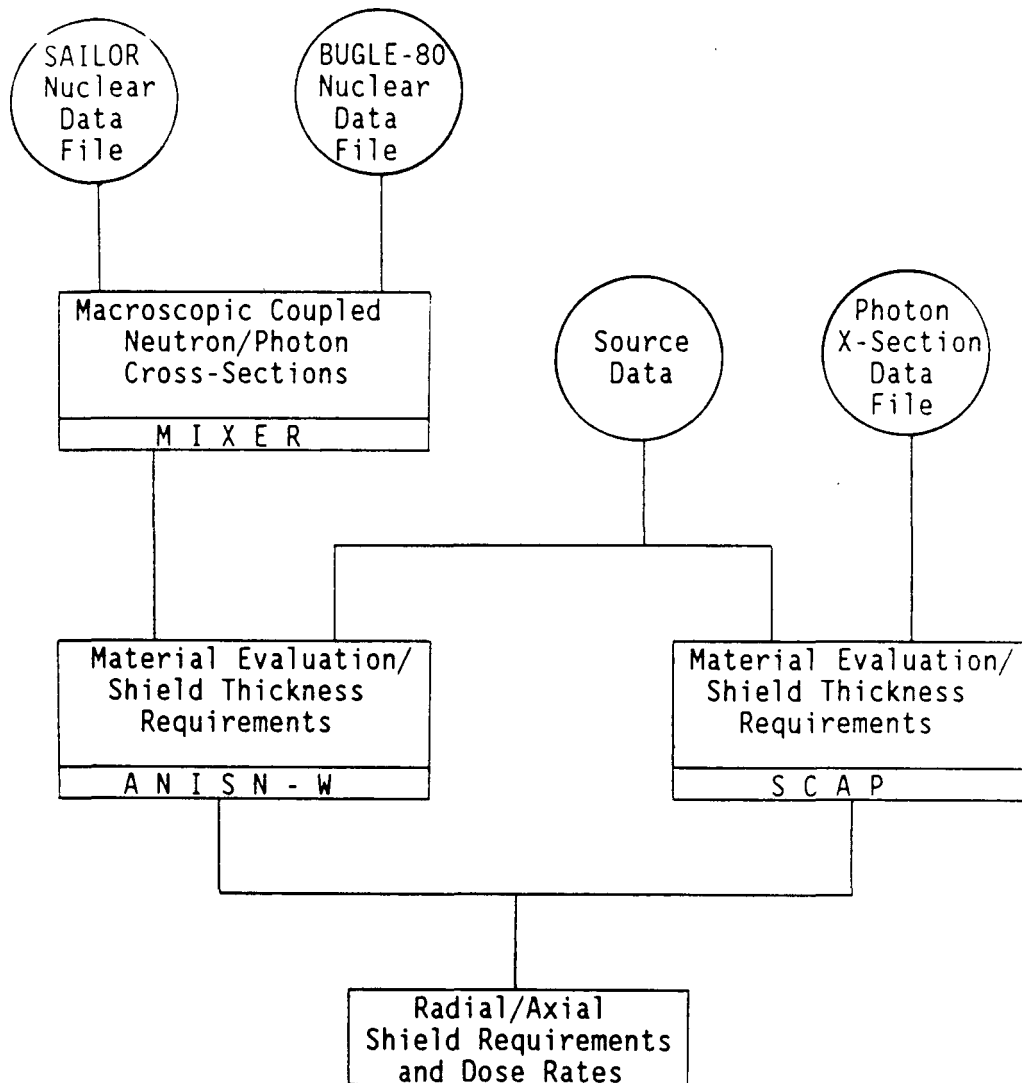 SAILOR
Nuclear
Data
File
BUGLE-80
Nuclear
Data
File
Macroscopic Coupled
Neutron/Photon
Cross-Sections
M I X E R
Source
Data
Photon
X-Section
Data
File
Material Evaluation/
Shield Thickness
Requirements
A N I S N - W
Material Evaluation/
Shield Thickness
Requirements
S C A P
Radial/Axial
Shield Requirements
and Dose Rates